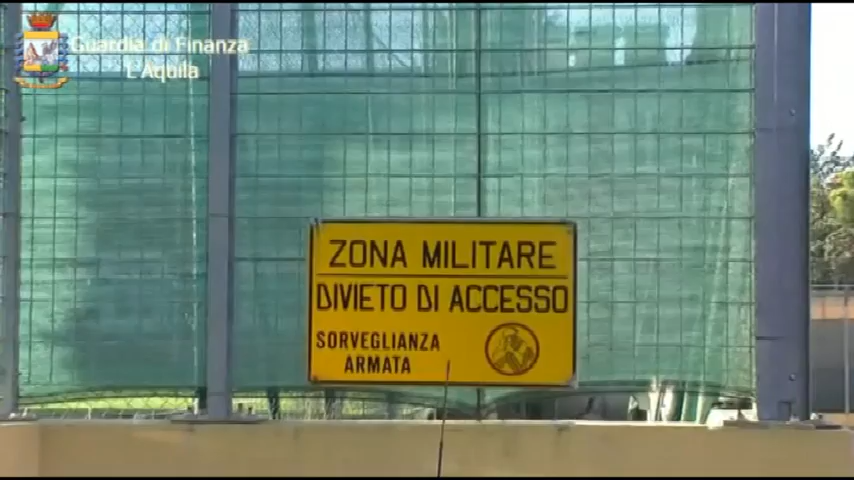 Guardia di Finanza
L'Aquila
ZONA MILITARE
DIVIETO DI ACCESSO
SORVEGLIANZA
ARMATA